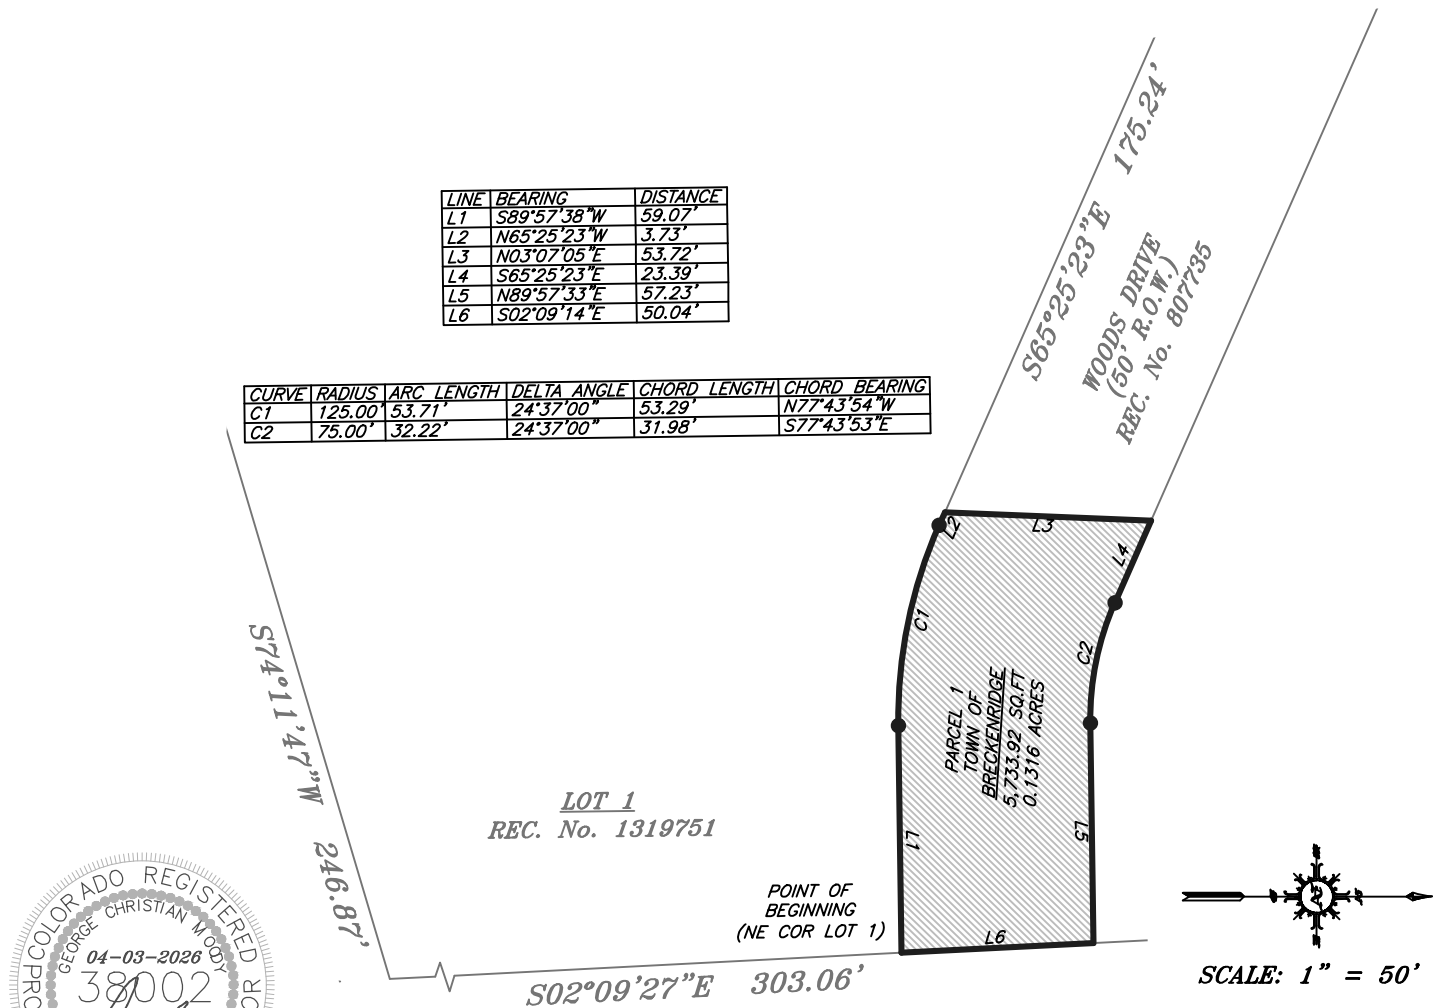 LINE BEARING DISTANCE
L1 S89°57'38"W 59.07'
L2 N65°25'23"W 3.73'
L3 N03°07'05"E 53.72'
L4 S65°25'23"E 23.39'
L5 N89°57'33"E 57.23'
L6 S02°09'14"E 50.04'
CURVE RADIUS ARC LENGTH DELTA ANGLE CHORD LENGTH CHORD BEARING
C1 125.00' 53.71' 24°37'00" 53.29' N77°43'54"W
C2 75.00' 32.22' 24°37'00" 31.98' S77°43'53"E
S65°25'23"E 175.24'
WOODS DRIVE
(50' R.O.W.)
REC. No. 807735
L2
L3
L4
C1
C2
PARCEL 1
TOWN OF
BRECKENRIDGE
5,733.92 SQ.FT
0.1316 ACRES
L1
L5
L6
S74°11'47"W 246.87'
LOT 1
REC. No. 1319751
POINT OF
BEGINNING
(NE COR LOT 1)
S02°09'27"E 303.06'
COLORADO REGISTERED
GEORGE CHRISTIAN MOODY
04-03-2026
38002
SCALE: 1" = 50'